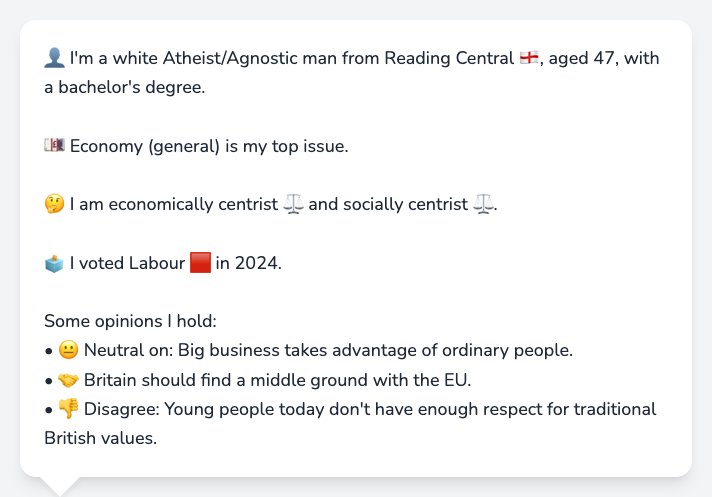 👤 I'm a white Atheist/Agnostic man from Reading Central 🏴󠁧󠁢󠁥󠁮󠁧󠁿, aged 47, with
a bachelor's degree.
💷 Economy (general) is my top issue.
🤔 I am economically centrist ⚖️ and socially centrist ⚖️.
🗳️ I voted Labour 🟥 in 2024.
Some opinions I hold:
• 😐 Neutral on: Big business takes advantage of ordinary people.
• 🤝 Britain should find a middle ground with the EU.
• 👎 Disagree: Young people today don't have enough respect for traditional
British values.